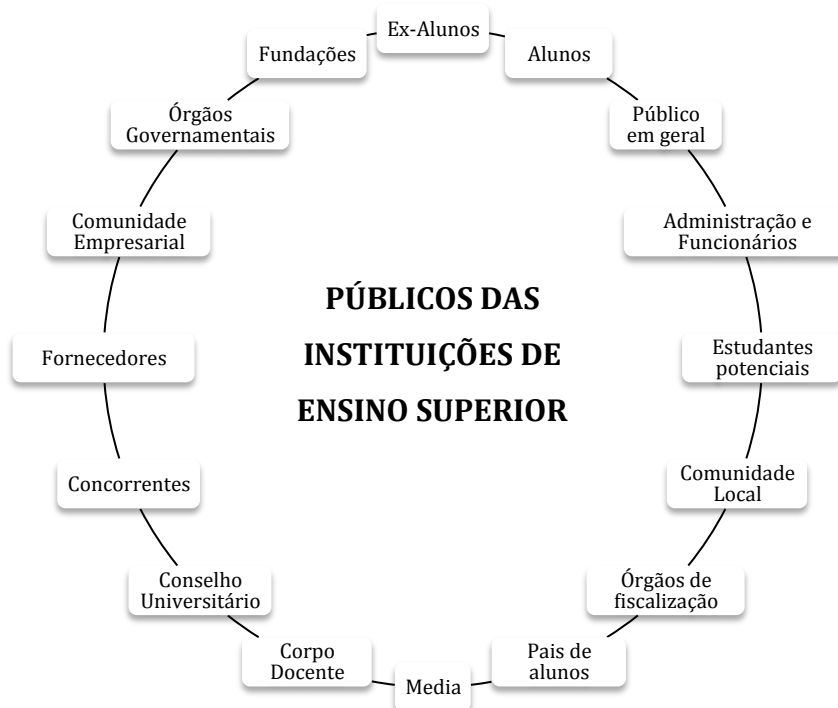 Ex-Alunos
Alunos
Público
em geral
Administração e
Funcionários
Estudantes
potenciais
Comunidade
Local
Órgãos de
fiscalização
Pais de
alunos
Media
Corpo
Docente
Conselho
Universitário
Concorrentes
Fornecedores
Comunidade
Empresarial
Órgãos
Governamentais
Fundações
PÚBLICOS DAS
INSTITUIÇÕES DE
ENSINO SUPERIOR